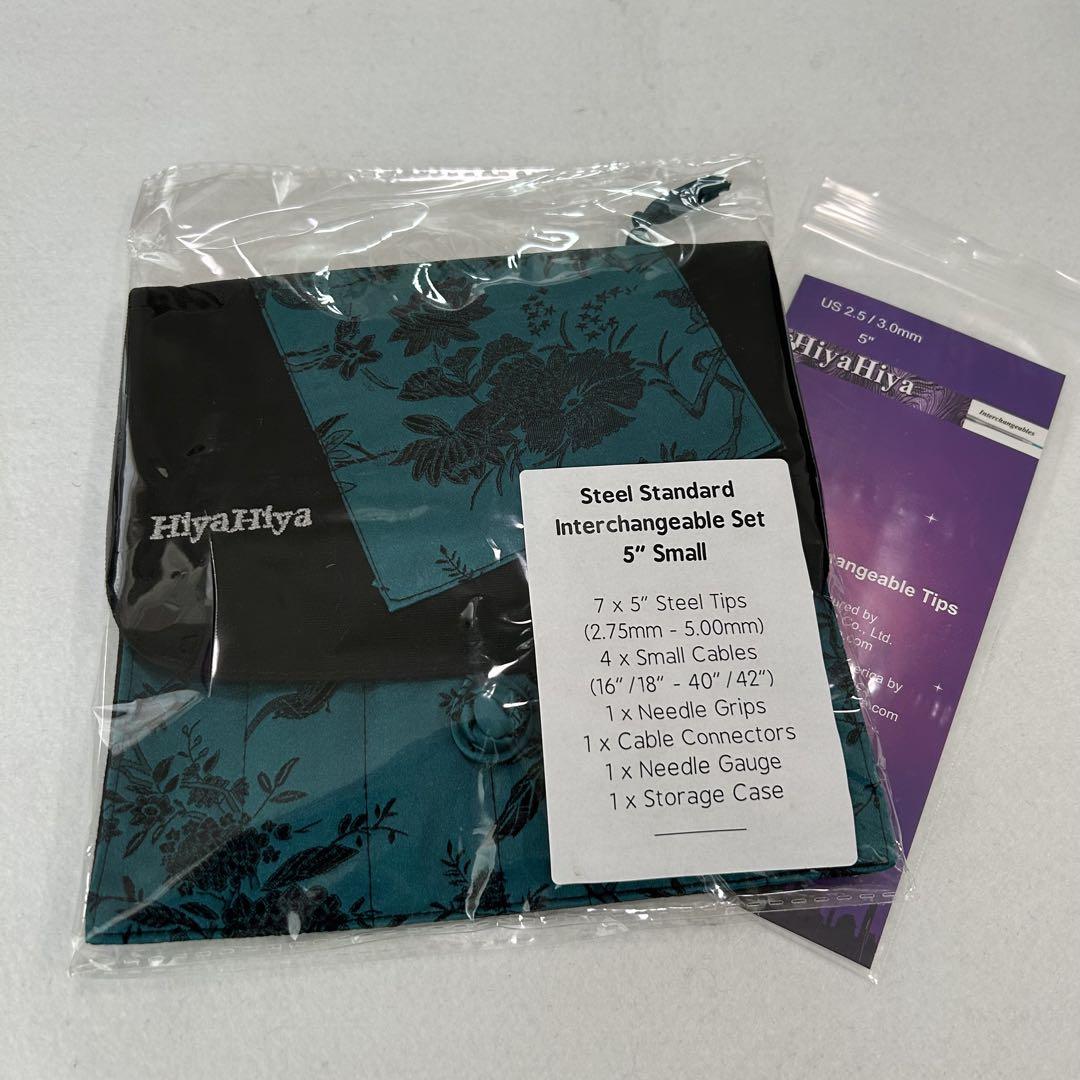 HiyaHiya
Steel Standard
Interchangeable Set
5" Small
7 x 5" Steel Tips
(2.75mm - 5.00mm)
4 x Small Cables
(16"/18" - 40"/42")
1 x Needle Grips
1 x Cable Connectors
1 x Needle Gauge
1 x Storage Case
US 2.5 / 3.0mm
5"
HiyaHiya
Interchangeables
angeable Tips
by
Co., Ltd.
.com
by
.com